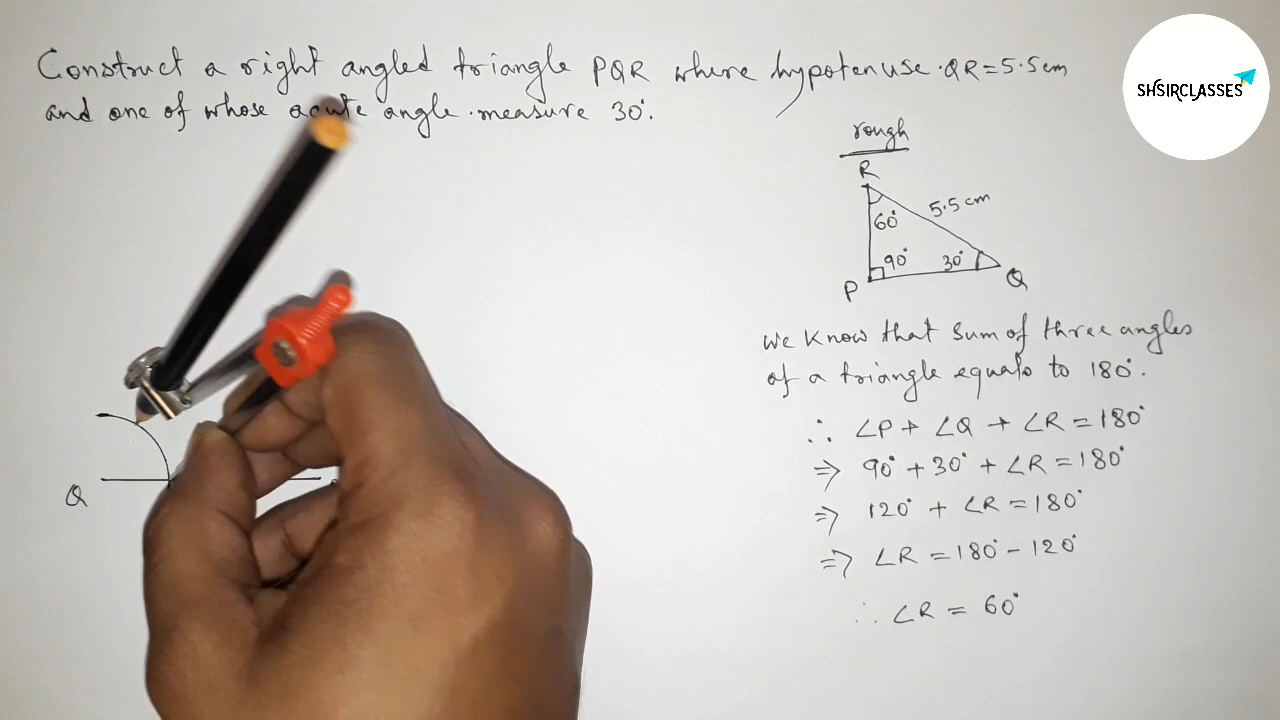 Construct a right angled triangle PQR where hypotenuse. QR = 5.5 cm
and one of whose acute angle. measure 30°.
SHSIRCLASSES
rough
R
60°
5.5 cm
90°
30°
P
Q
We know that sum of three angles
of a triangle equals to 180°.
∴ ∠P + ∠Q + ∠R = 180°
⇒ 90° + 30° + ∠R = 180°
⇒ 120° + ∠R = 180°
⇒ ∠R = 180° - 120°
∴ ∠R = 60°
Q